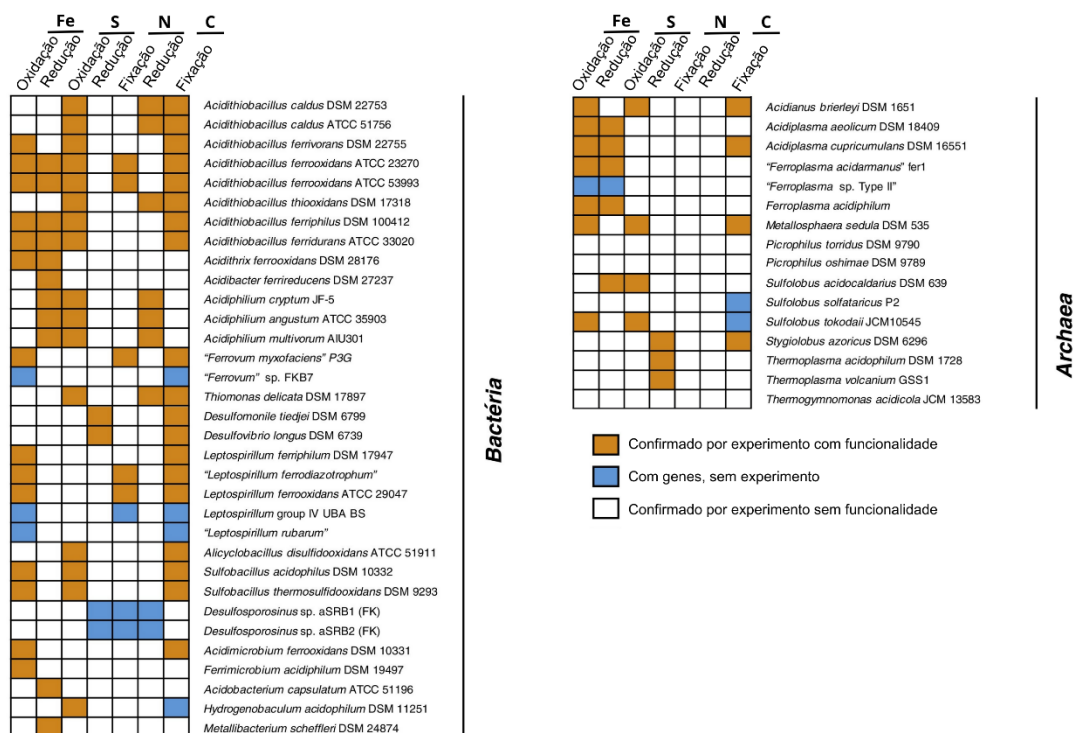 Fe S N C
Oxidação Redução Oxidação Redução Fixação Redução Fixação
Acidithiobacillus caldus DSM 22753
Acidithiobacillus caldus ATCC 51756
Acidithiobacillus ferrivorans DSM 22755
Acidithiobacillus ferrooxidans ATCC 23270
Acidithiobacillus ferrooxidans ATCC 53993
Acidithiobacillus thiooxidans DSM 17318
Acidithiobacillus ferriphilus DSM 100412
Acidithiobacillus ferridurans ATCC 33020
Acidithrix ferrooxidans DSM 28176
Acidibacter ferrireducens DSM 27237
Acidiphilium cryptum JF-5
Acidiphilium angustum ATCC 35903
Acidiphilium multivorum AIU301
“Ferrovum myxofaciens” P3G
“Ferrovum” sp. FKB7
Thiomonas delicata DSM 17897
Desulfomonile tiedjei DSM 6799
Desulfovibrio longus DSM 6739
Leptospirillum ferriphilum DSM 17947
“Leptospirillum ferrodiazotrophum”
Leptospirillum ferrooxidans ATCC 29047
Leptospirillum group IV UBA BS
“Leptospirillum rubarum”
Alicyclobacillus disulfidooxidans ATCC 51911
Sulfobacillus acidophilus DSM 10332
Sulfobacillus thermosulfidooxidans DSM 9293
Desulfosporosinus sp. aSRB1 (FK)
Desulfosporosinus sp. aSRB2 (FK)
Acidimicrobium ferrooxidans DSM 10331
Ferrimicrobium acidiphilum DSM 19497
Acidobacterium capsulatum ATCC 51196
Hydrogenobaculum acidophilum DSM 11251
Metallibacterium scheffleri DSM 24874
Bactéria
Fe S N C
Oxidação Redução Oxidação Redução Fixação Redução Fixação
Acidianus brierleyi DSM 1651
Acidiplasma aeolicum DSM 18409
Acidiplasma cupricumulans DSM 16551
“Ferroplasma acidarmanus” fer1
“Ferroplasma sp. Type II”
Ferroplasma acidiphilum
Metallosphaera sedula DSM 535
Picrophilus torridus DSM 9790
Picrophilus oshimae DSM 9789
Sulfolobus acidocaldarius DSM 639
Sulfolobus solfataricus P2
Sulfolobus tokodaii JCM10545
Stygiolobus azoricus DSM 6296
Thermoplasma acidophilum DSM 1728
Thermoplasma volcanium GSS1
Thermogymnomonas acidicola JCM 13583
Archaea
Confirmado por experimento com funcionalidade
Com genes, sem experimento
Confirmado por experimento sem funcionalidade